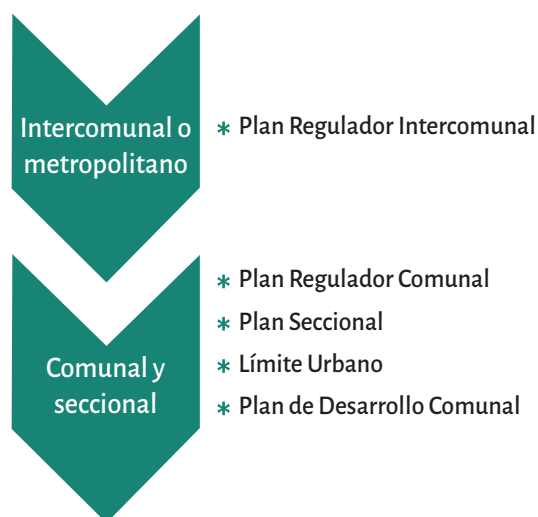 Intercomunal o
metropolitano
* Plan Regulador Intercomunal
Comunal y
seccional
* Plan Regulador Comunal
* Plan Seccional
* Límite Urbano
* Plan de Desarrollo Comunal